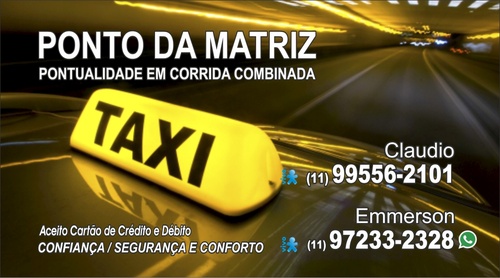 PONTO DA MATRIZ
PONTUALIDADE EM CORRIDA COMBINADA
TAXI
Claudio
(11) 99556-2101
Emmerson
(11) 97233-2328
Aceito Cartão de Crédito e Débito
CONFIANÇA / SEGURANÇA E CONFORTO